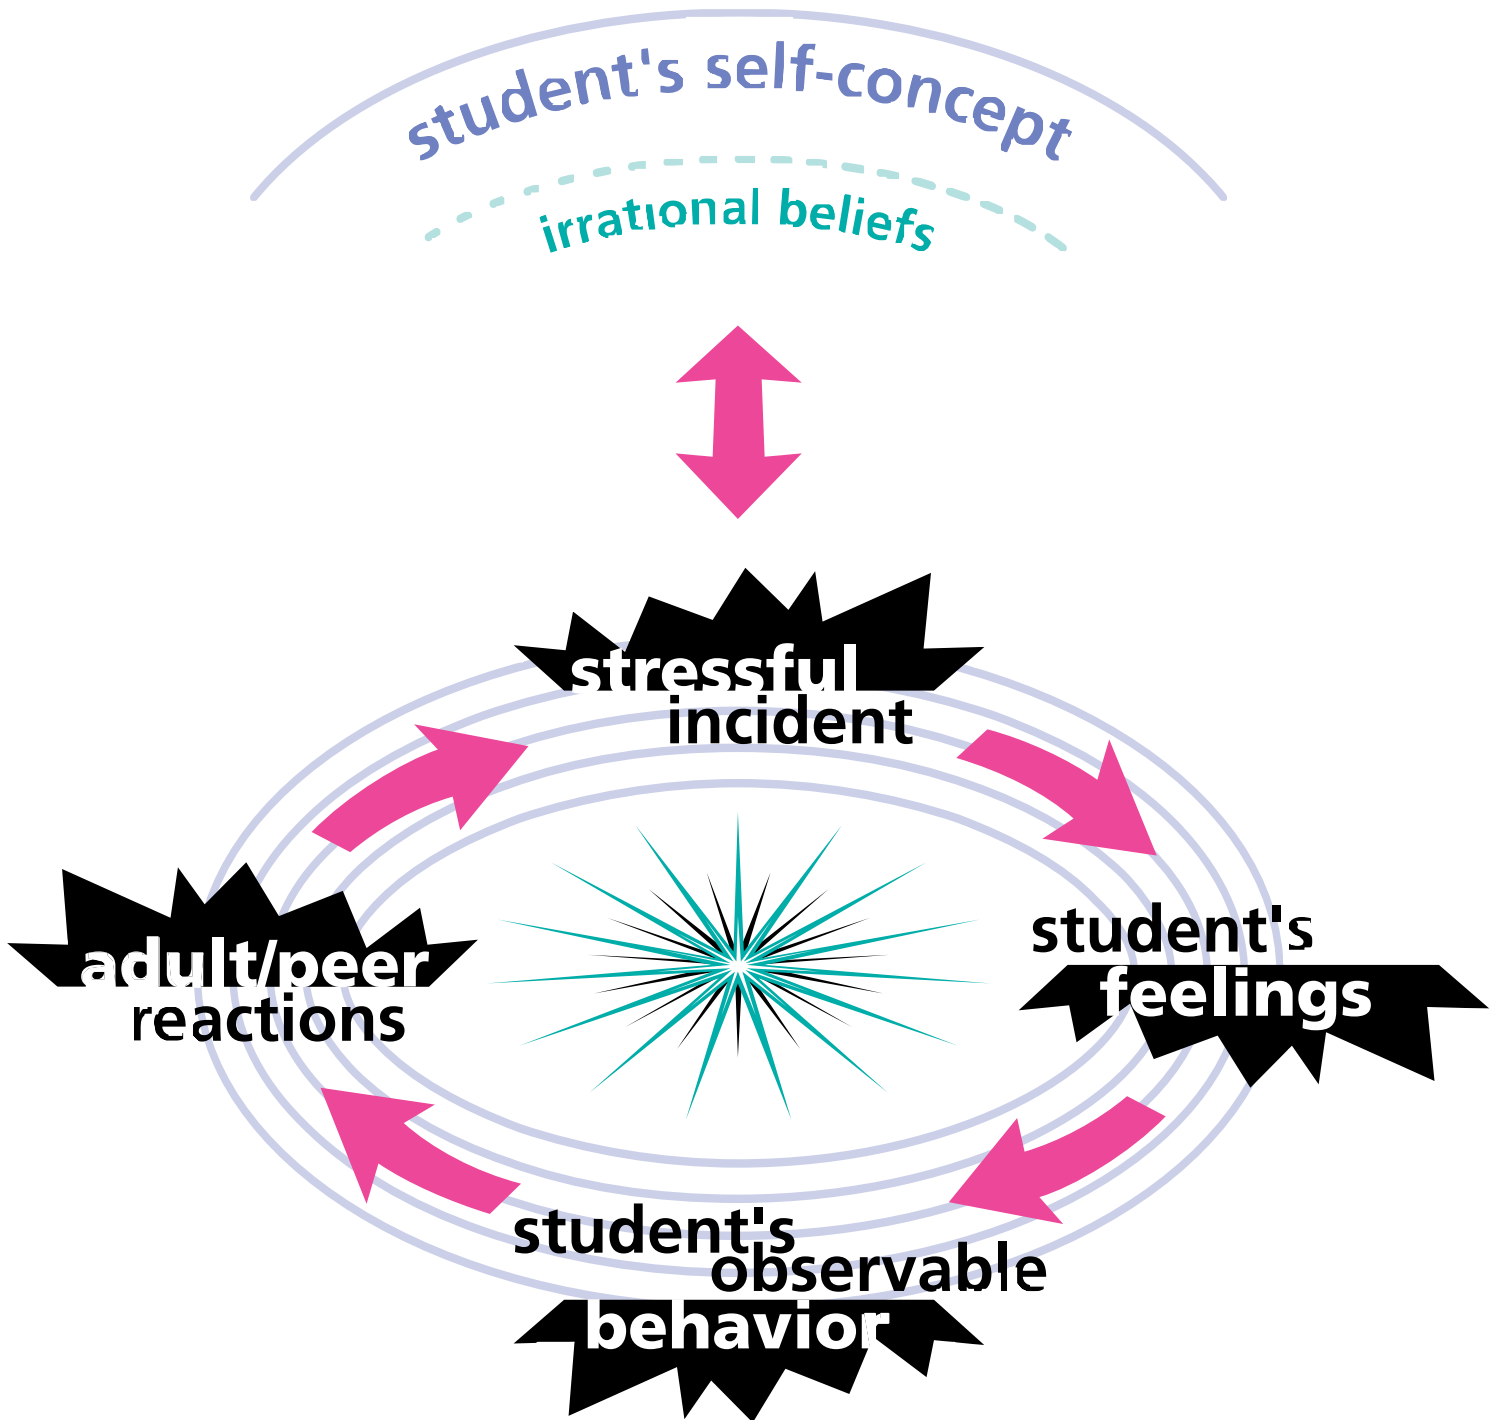 student's self-concept
irrational beliefs
stressful
incident
student's
feelings
student's
observable
behavior
adult/peer
reactions